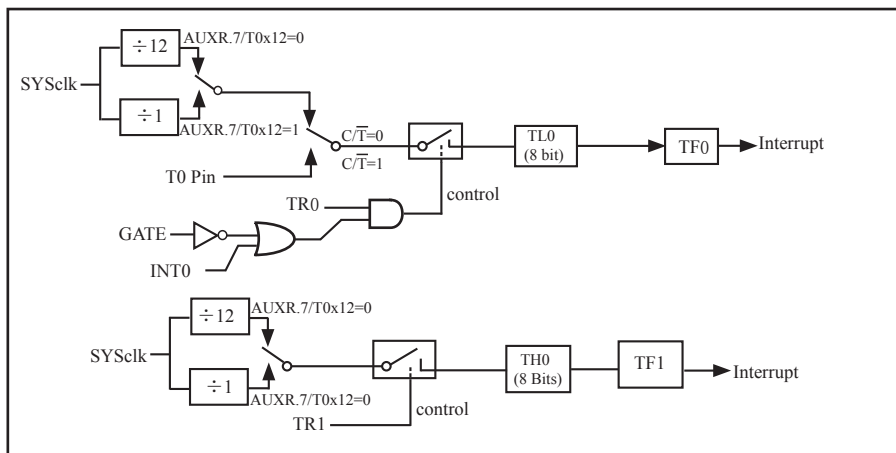 ÷12
AUXR.7/T0x12=0
SYSclk
÷1
AUXR.7/T0x12=1
C/T̅=0
C/T̅=1
TL0
(8 bit)
TF0
Interrupt
T0 Pin
control
TR0
GATE
INT0
÷12
AUXR.7/T0x12=0
SYSclk
÷1
AUXR.7/T0x12=0
TH0
(8 Bits)
TF1
Interrupt
control
TR1